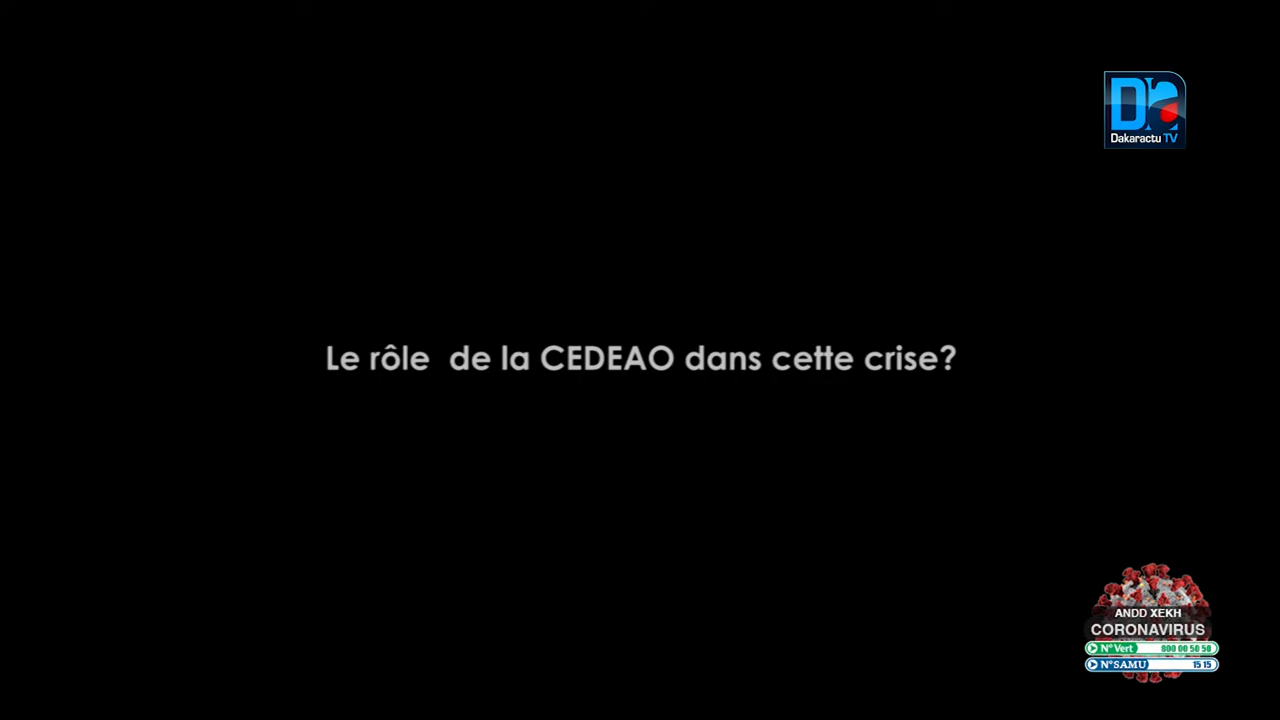 Dakaractu TV
Le rôle de la CEDEAO dans cette crise?
ANDD XEKH
CORONAVIRUS
N°Vert 800 00 50 50
N°SAMU 15 15